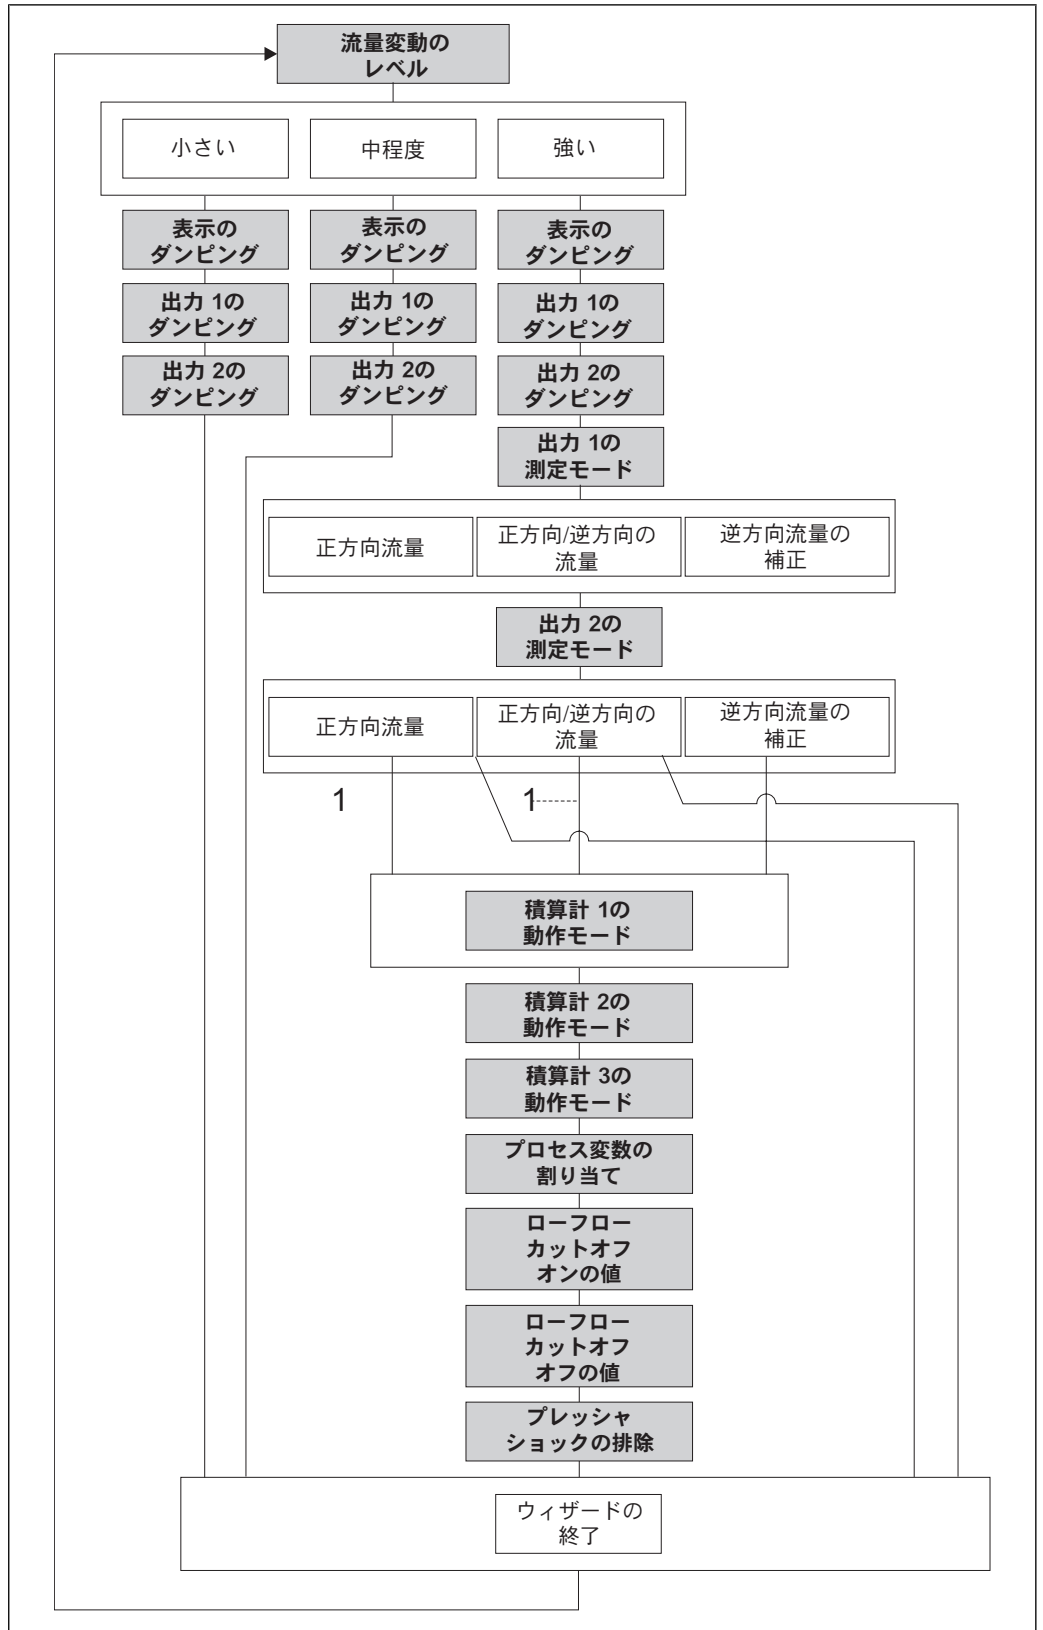 流量変動の
レベル
小さい
中程度
強い
表示の
ダンピング
表示の
ダンピング
表示の
ダンピング
出力 1の
ダンピング
出力 1の
ダンピング
出力 1の
ダンピング
出力 2の
ダンピング
出力 2の
ダンピング
出力 2の
ダンピング
出力 1の
測定モード
正方向流量
正方向/逆方向の
流量
逆方向流量の
補正
出力 2の
測定モード
正方向流量
正方向/逆方向の
流量
逆方向流量の
補正
1
1
積算計 1の
動作モード
積算計 2の
動作モード
積算計 3の
動作モード
プロセス変数の
割り当て
ローフロー
カットオフ
オンの値
ローフロー
カットオフ
オフの値
プレッシャ
ショックの排除
ウィザードの
終了